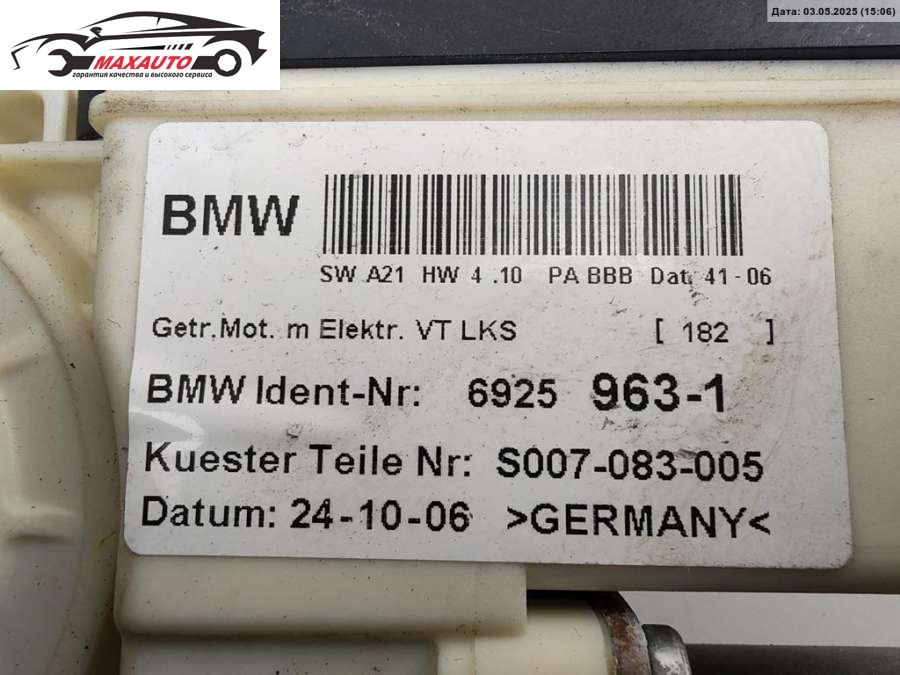 Дата: 03.05.2025 (15:06)
MAXAUTO
гарантия качества и высокого сервиса
BMW
SW A21 HW 4 .10 PA BBB Dat: 41-06
Getr.Mot. m Elektr. VT LKS [ 182 ]
BMW Ident-Nr: 6925 963-1
Kuester Teile Nr: S007-083-005
Datum: 24-10-06 >GERMANY<